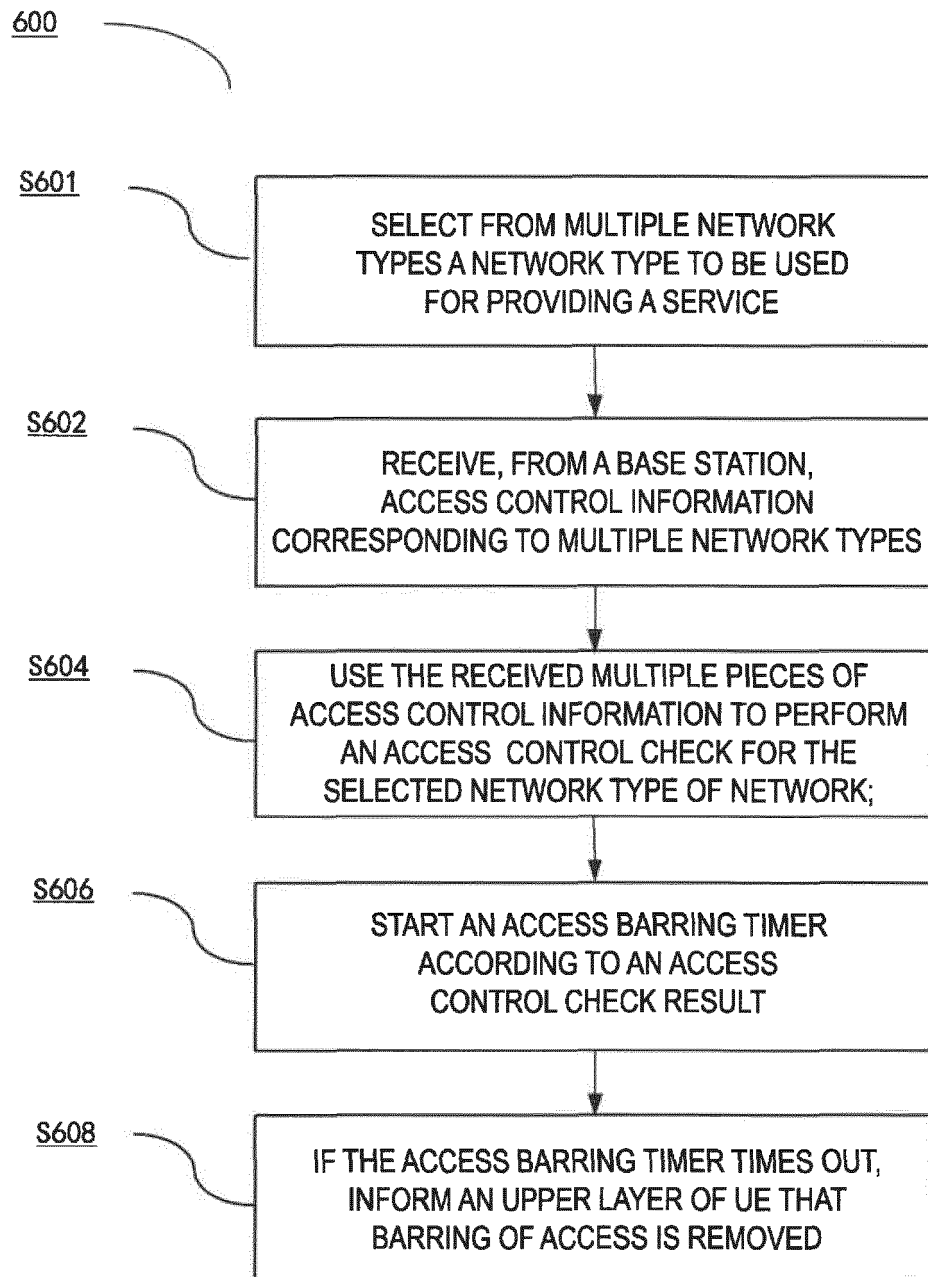 600
S601
SELECT FROM MULTIPLE NETWORK
TYPES A NETWORK TYPE TO BE USED
FOR PROVIDING A SERVICE
S602
RECEIVE, FROM A BASE STATION,
ACCESS CONTROL INFORMATION
CORRESPONDING TO MULTIPLE NETWORK TYPES
S604
USE THE RECEIVED MULTIPLE PIECES OF
ACCESS CONTROL INFORMATION TO PERFORM
AN ACCESS CONTROL CHECK FOR THE
SELECTED NETWORK TYPE OF NETWORK;
S606
START AN ACCESS BARRING TIMER
ACCORDING TO AN ACCESS
CONTROL CHECK RESULT
S608
IF THE ACCESS BARRING TIMER TIMES OUT,
INFORM AN UPPER LAYER OF UE THAT
BARRING OF ACCESS IS REMOVED